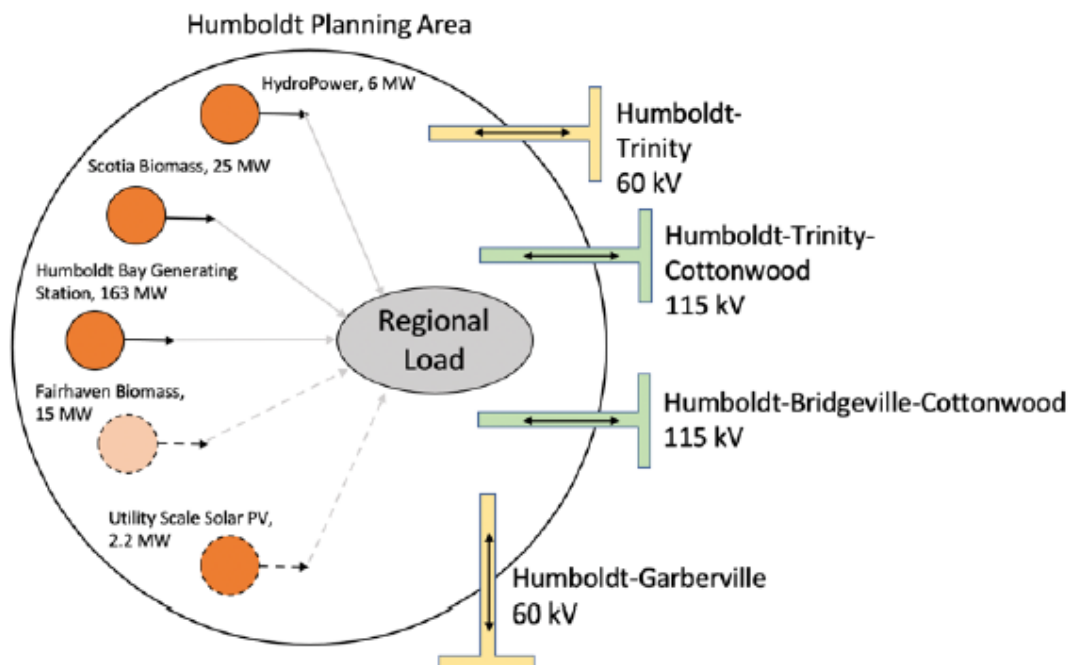 Humboldt Planning Area
HydroPower, 6 MW
Scotia Biomass, 25 MW
Humboldt Bay Generating
Station, 163 MW
Fairhaven Biomass,
15 MW
Utility Scale Solar PV,
2.2 MW
Regional
Load
Humboldt-
Trinity
60 kV
Humboldt-Trinity-
Cottonwood
115 kV
Humboldt-Bridgeville-Cottonwood
115 kV
Humboldt-Garberville
60 kV